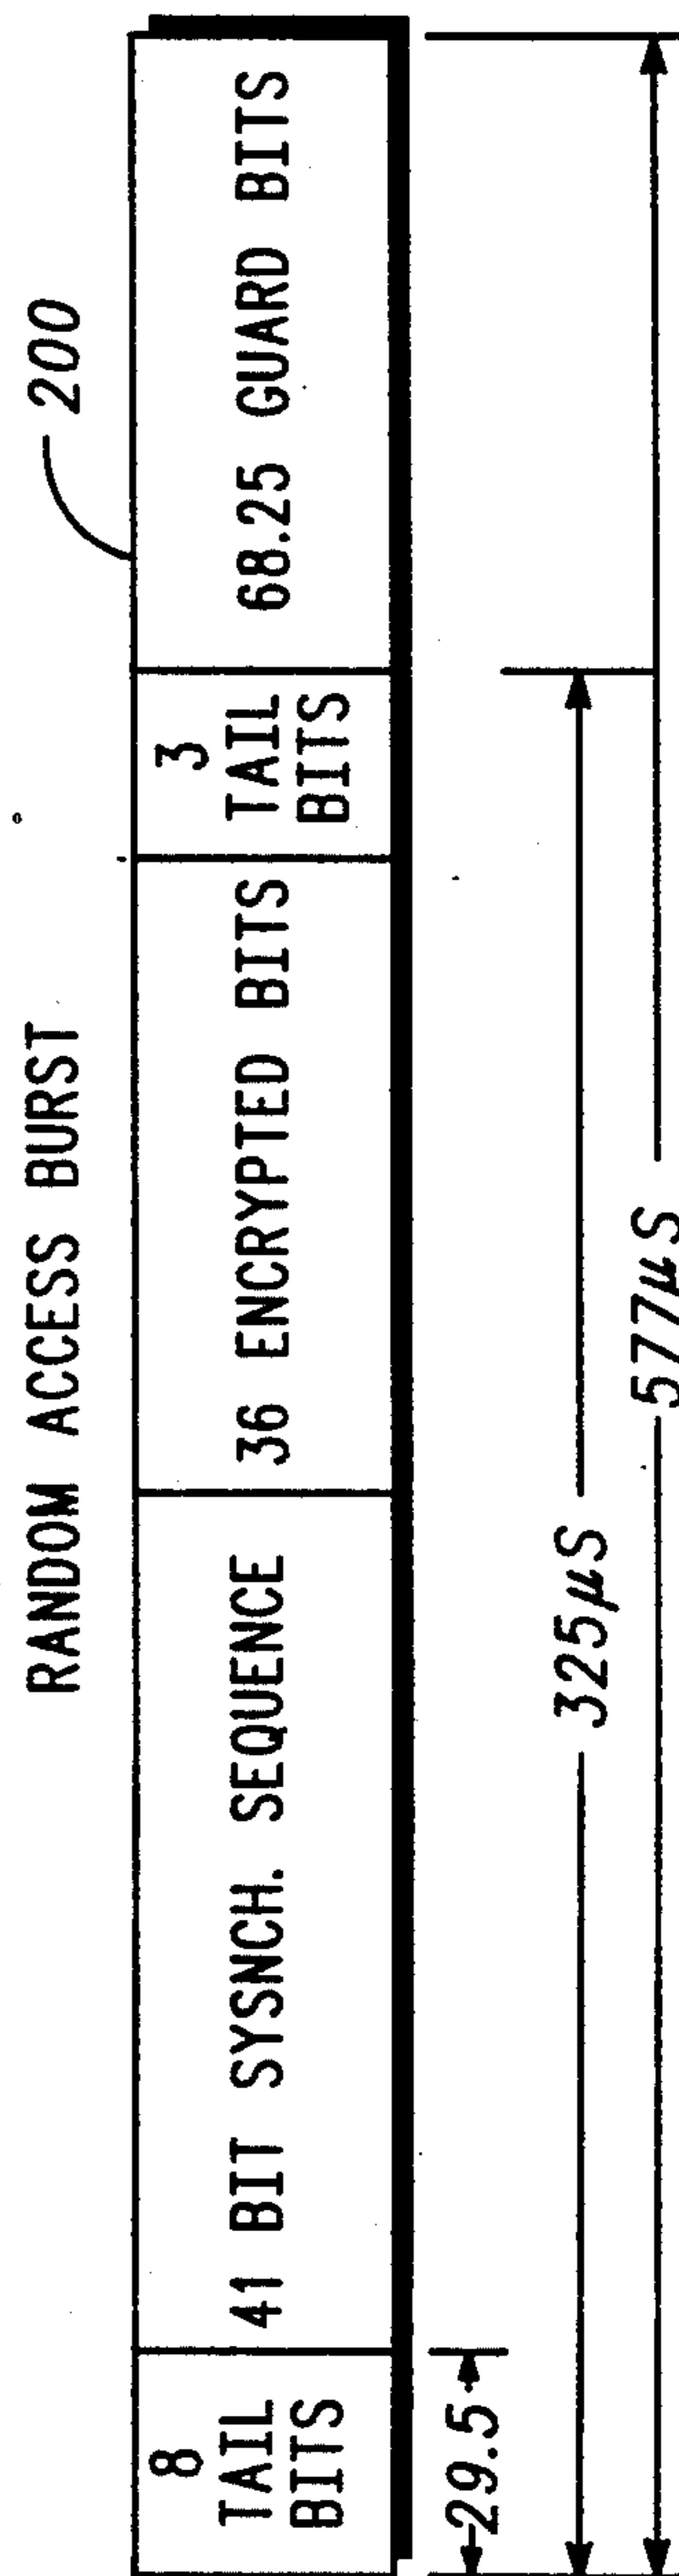 RANDOM ACCESS BURST
200
8
TAIL
BITS
41 BIT SYSNCH. SEQUENCE
36 ENCRYPTED BITS
3
TAIL
BITS
68.25 GUARD BITS
29.5
325µS
577µS